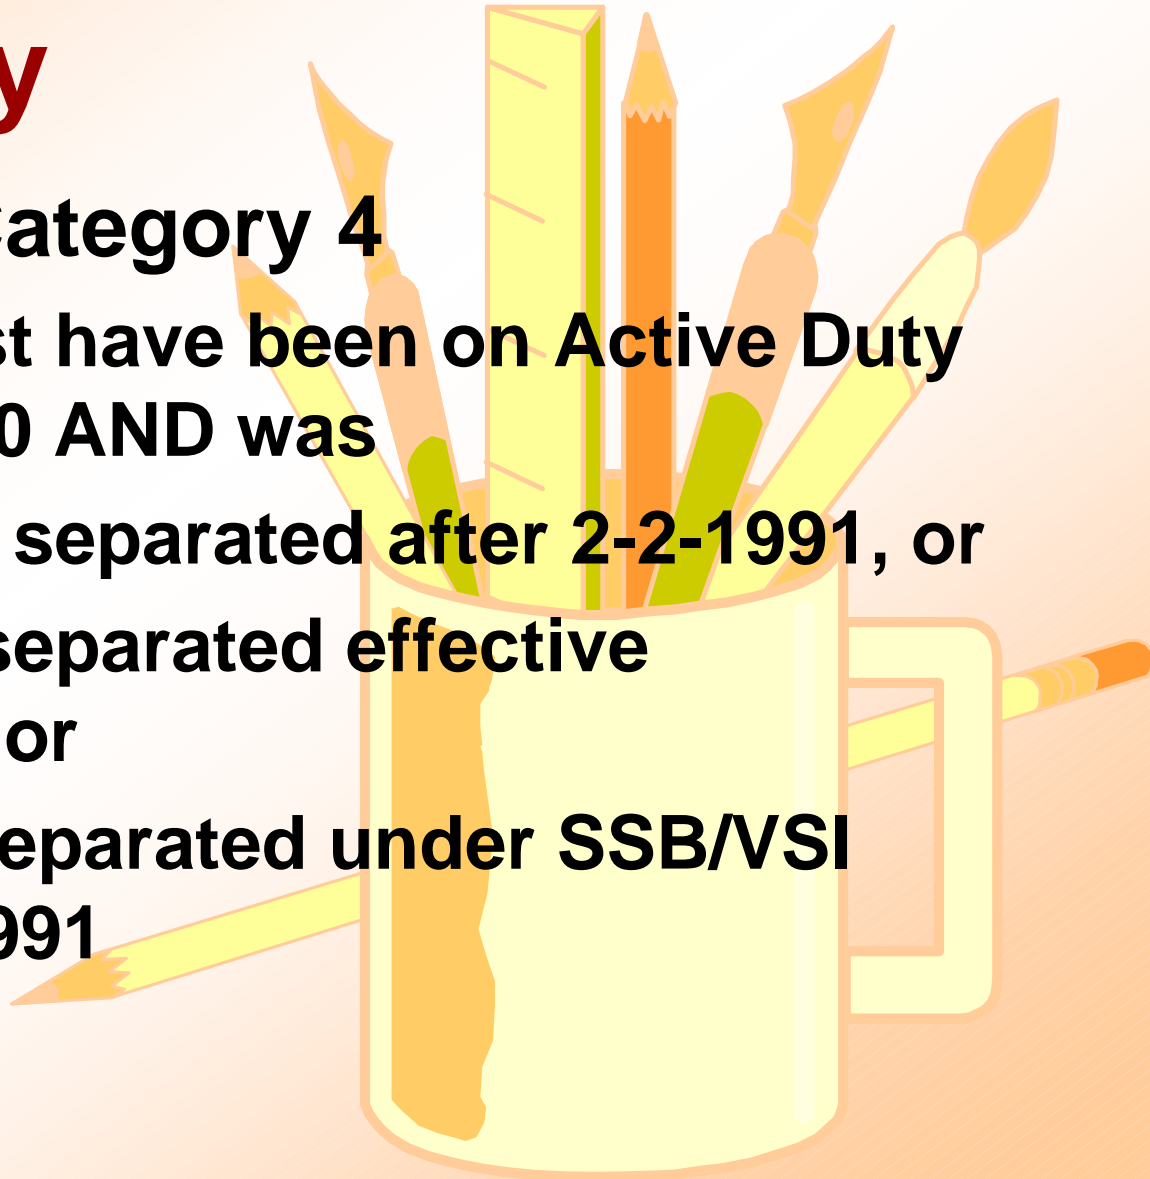 y
Category 4
st have been on Active Duty
0 AND was
separated after 2-2-1991, or
separated effective
or
eparated under SSB/VSI
991